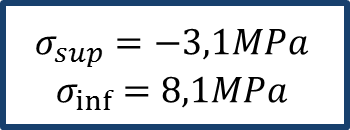 σsup = −3,1MPa
σinf = 8,1MPa